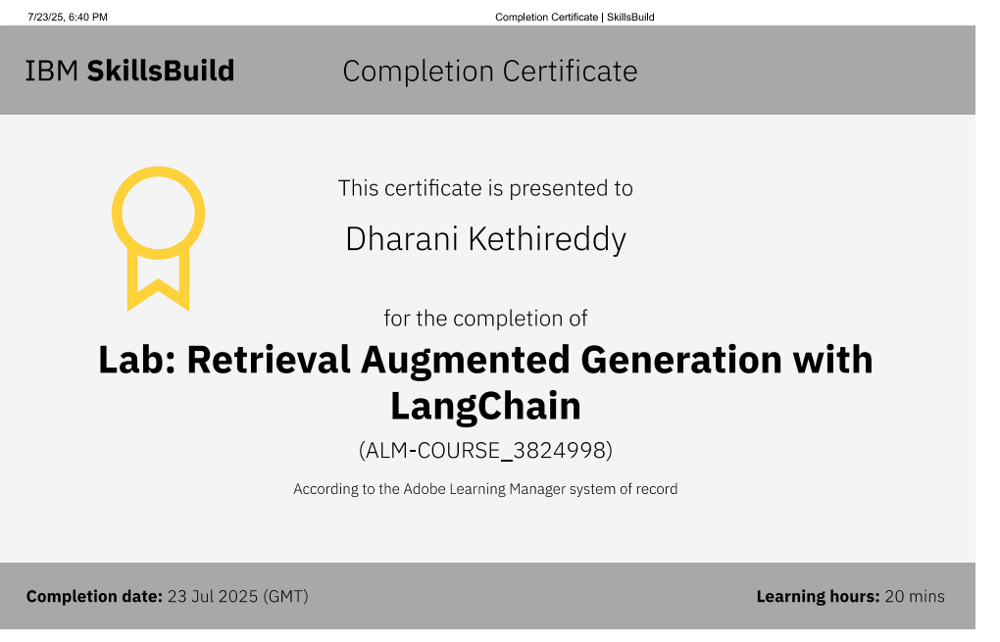 7/23/25, 6:40 PM Completion Certificate | SkillsBuild
IBM SkillsBuild Completion Certificate
This certificate is presented to
Dharani Kethireddy
for the completion of
Lab: Retrieval Augmented Generation with
LangChain
(ALM-COURSE_3824998)
According to the Adobe Learning Manager system of record
Completion date: 23 Jul 2025 (GMT) Learning hours: 20 mins